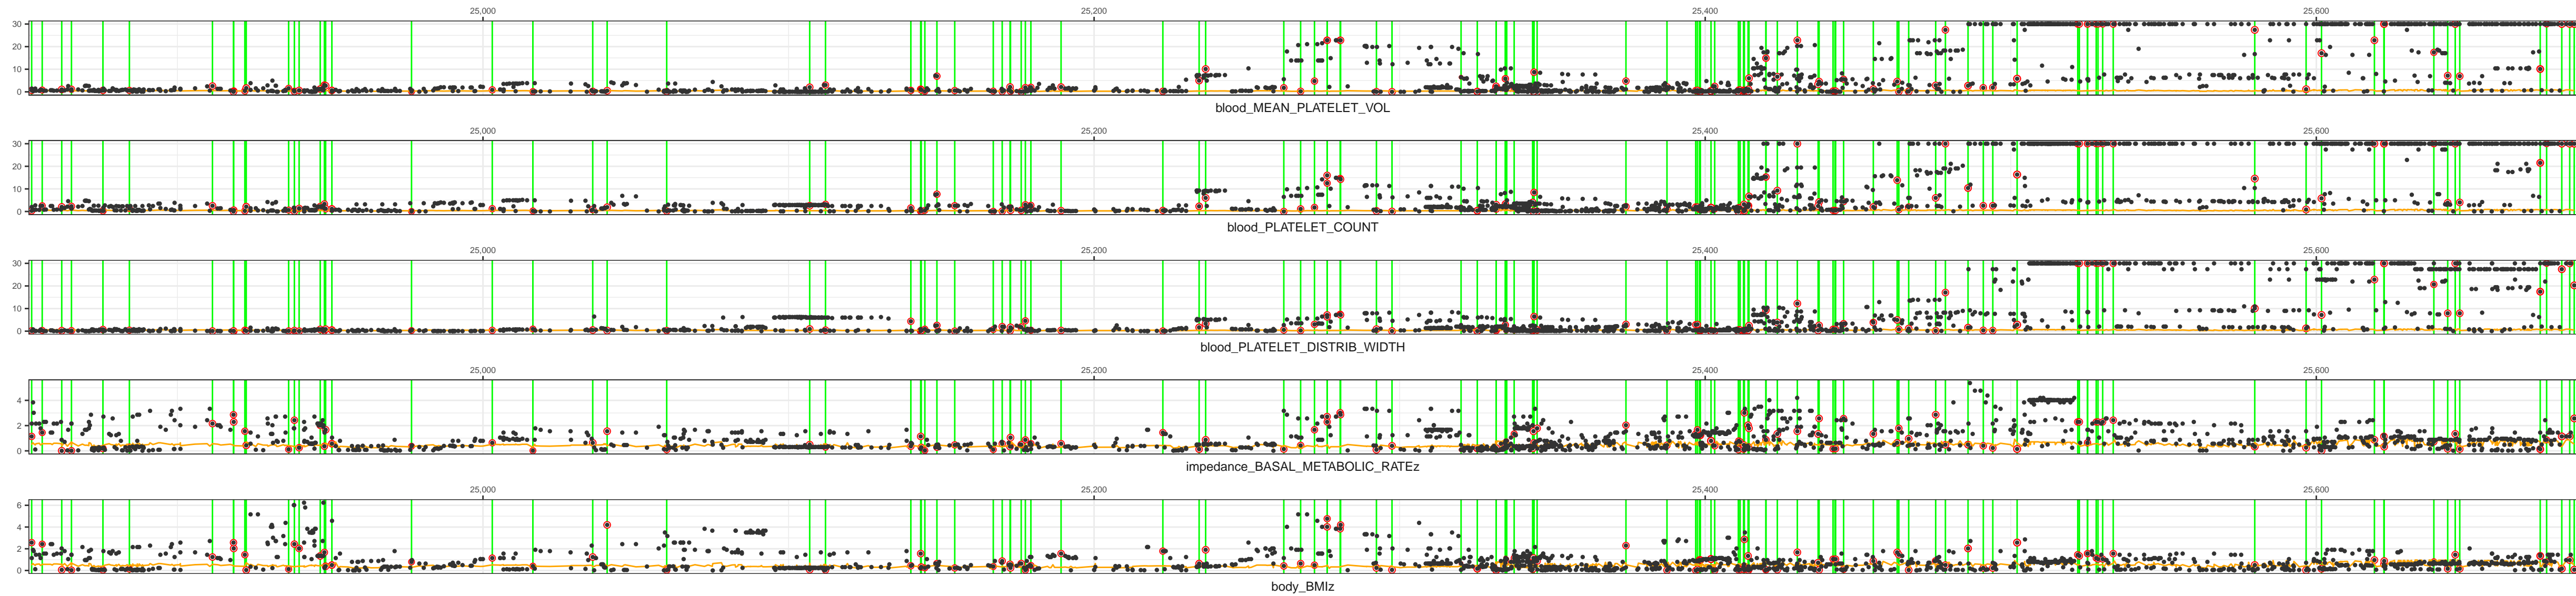 25,000 25,200 25,400 25,600
30
20
10
0
blood_MEAN_PLATELET_VOL
25,000 25,200 25,400 25,600
30
20
10
0
blood_PLATELET_COUNT
25,000 25,200 25,400 25,600
30
20
10
0
blood_PLATELET_DISTRIB_WIDTH
25,000 25,200 25,400 25,600
4
2
0
impedance_BASAL_METABOLIC_RATEz
25,000 25,200 25,400 25,600
6
4
2
0
body_BMIz